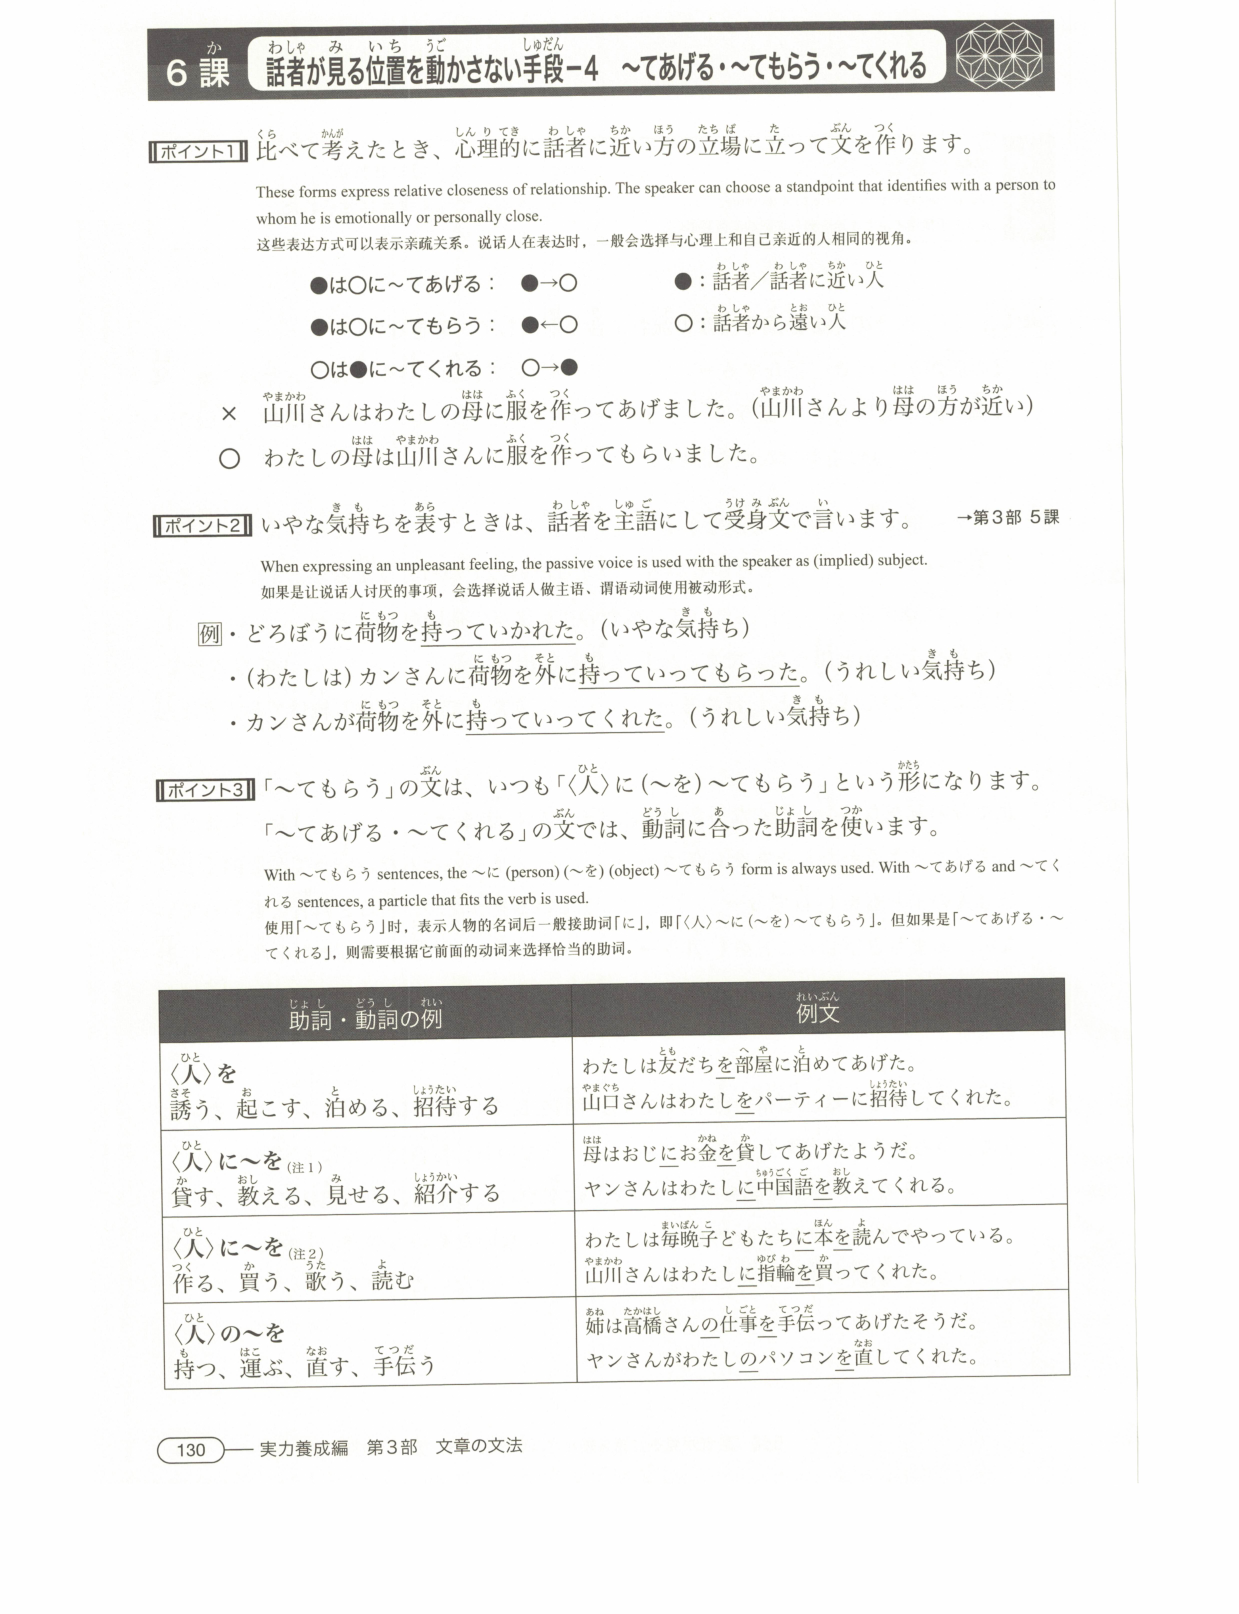 6課 話者が見る位置を動かさない手段－4 ～てあげる・～てもらう・～てくれる
ポイント1 比べて考えたとき、心理的に話者に近い方の立場に立って文を作ります。
These forms express relative closeness of relationship. The speaker can choose a standpoint that identifies with a person to
whom he is emotionally or personally close.
这些表达方式可以表示亲疏关系。说话人在表达时，一般会选择与心理上和自己亲近的人相同的视角。
●は○に～てあげる： ●→○ ●：話者／話者に近い人
●は○に～てもらう： ●←○ ○：話者から遠い人
○は●に～てくれる： ○→●
× 山川さんはわたしの母に服を作ってあげました。（山川さんより母の方が近い）
○ わたしの母は山川さんに服を作ってもらいました。
ポイント2 いやな気持ちを表すときは、話者を主語にして受身文で言います。 →第3部 5課
When expressing an unpleasant feeling, the passive voice is used with the speaker as (implied) subject.
如果是让说话人讨厌的事项，会选择说话人做主语、谓语动词使用被动形式。
例・どろぼうに荷物を持っていかれた。（いやな気持ち）
・（わたしは）カンさんに荷物を外に持っていってもらった。（うれしい気持ち）
・カンさんが荷物を外に持っていってくれた。（うれしい気持ち）
ポイント3 「～てもらう」の文は、いつも「〈人〉に（～を）～てもらう」という形になります。
「～てあげる・～てくれる」の文では、動詞に合った助詞を使います。
With ～てもらう sentences, the ～に (person) (～を) (object) ～てもらう form is always used. With ～てあげる and ～てく
れる sentences, a particle that fits the verb is used.
使用「～てもらう」时，表示人物的名词后一般接助词「に」，即「〈人〉～に（～を）～てもらう」。但如果是「～てあげる・～
てくれる」，则需要根据它前面的动词来选择恰当的助词。
助詞・動詞の例
例文
〈人〉を
誘う、起こす、泊める、招待する
わたしは友だちを部屋に泊めてあげた。
山口さんはわたしをパーティーに招待してくれた。
〈人〉に～を（注1）
貸す、教える、見せる、紹介する
母はおじにお金を貸してあげたようだ。
ヤンさんはわたしに中国語を教えてくれる。
〈人〉に～を（注2）
作る、買う、歌う、読む
わたしは毎晩子どもたちに本を読んでやっている。
山川さんはわたしに指輪を買ってくれた。
〈人〉の～を
持つ、運ぶ、直す、手伝う
姉は高橋さんの仕事を手伝ってあげたそうだ。
ヤンさんがわたしのパソコンを直してくれた。
130 実力養成編 第3部 文章の文法